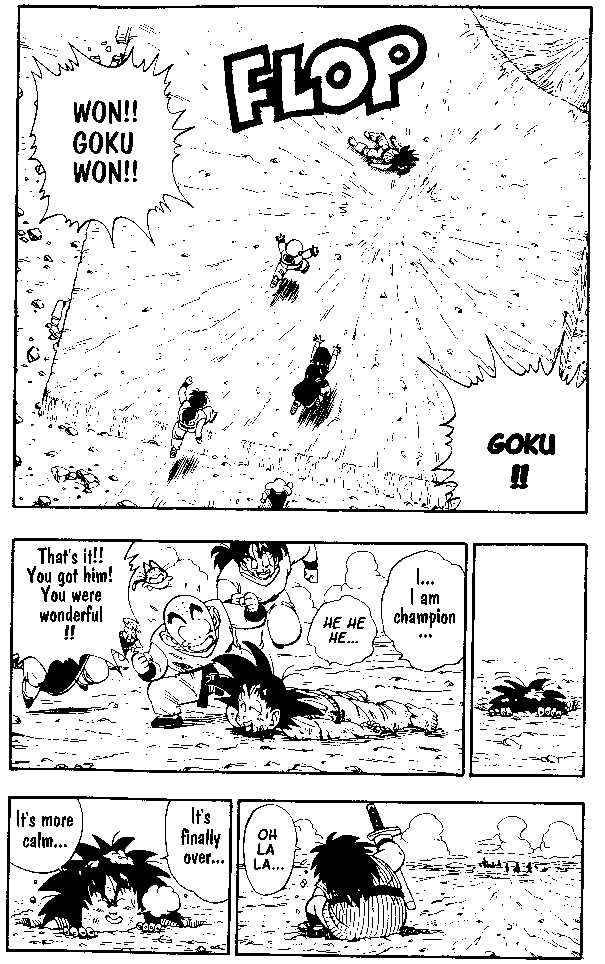 FLOP
WON!!
GOKU
WON!!
GOKU
!!
That's it!!
You got him!
You were
wonderful
!!
HE HE
HE...
I...
I am
champion
...
It's more
calm...
It's
finally
over...
OH
LA
LA...